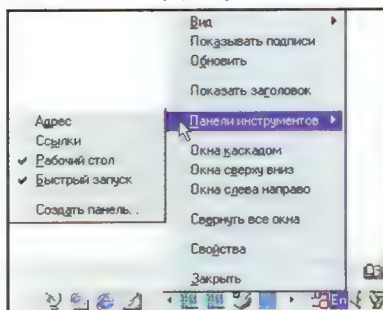 Вид
Показывать подписи
Обновить
Показать заголовок
Панели инструментов
Окна каскадом
Окна сверху вниз
Окна слева направо
Свернуть все окна
Свойства
Закрыть
Адрес
Ссылки
Рабочий стол
Быстрый запуск
Создать панель...
En